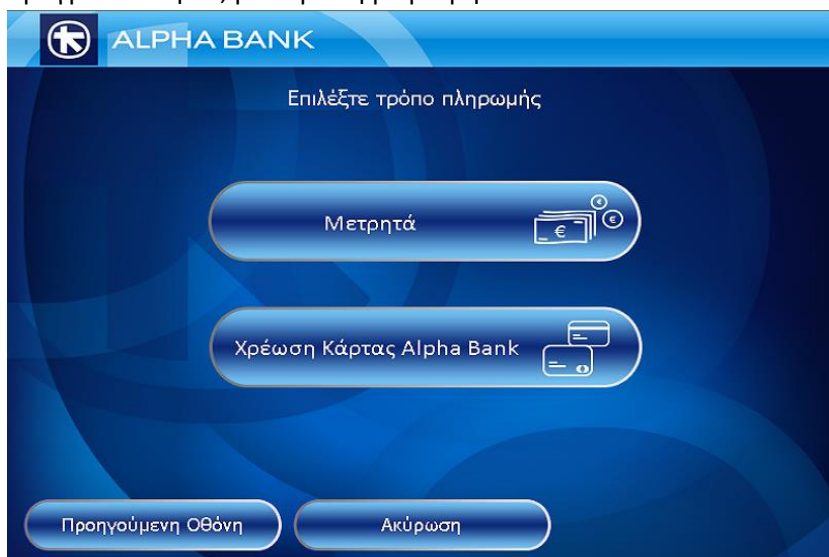 ALPHA BANK
Επιλέξτε τρόπο πληρωμής
Μετρητά
Χρέωση Κάρτας Alpha Bank
Προηγούμενη Οθόνη
Ακύρωση